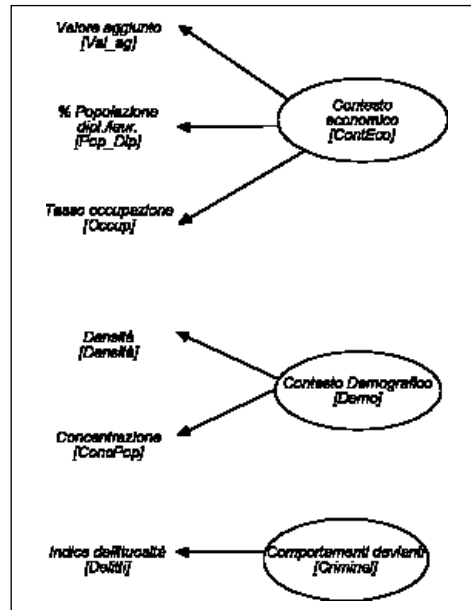 Valore aggiunto
[Val_ag]
Contesto
economico
[ContEco]
% Popolazione
dipl./laur.
[Pop_Dip]
Tasso occupazione
[Occup]
Densità
[Densità]
Contesto Demografico
[Demo]
Concentrazione
[ConcPop]
Indice delittuosità
[Delitti]
Comportamenti devianti
[Criminal]